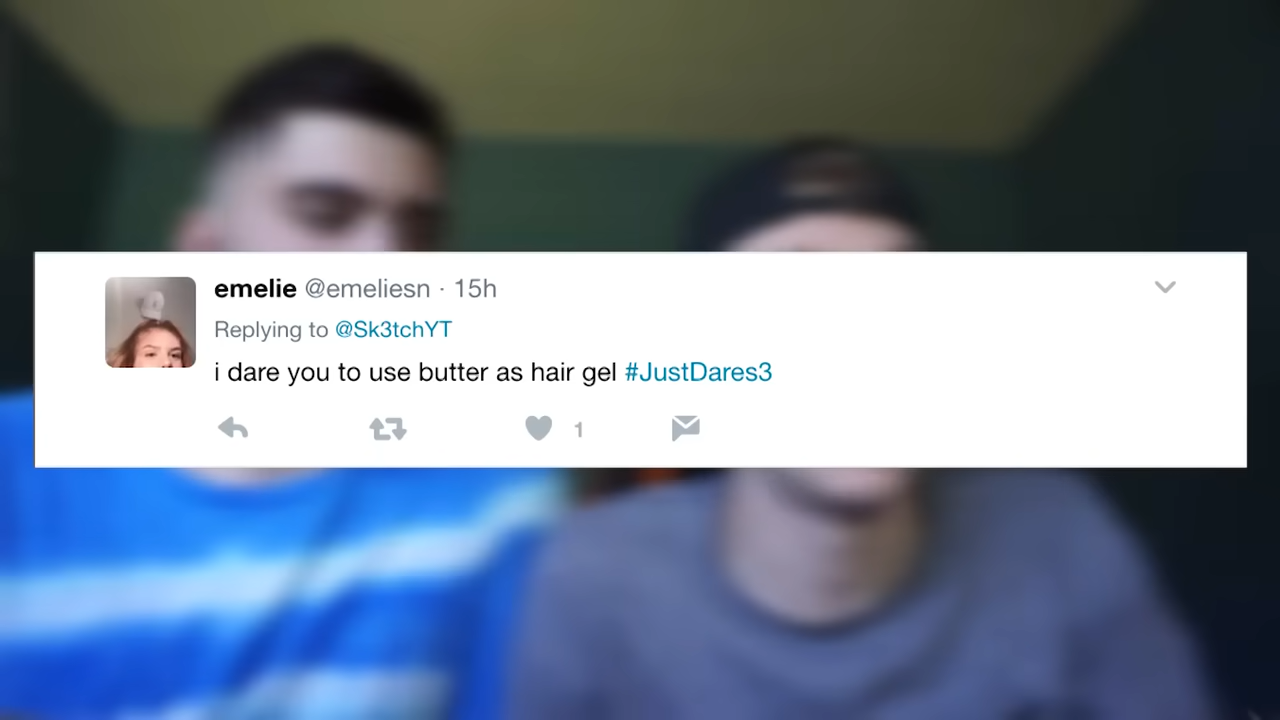 emelie @emeliesn · 15h
Replying to @Sk3tchYT
i dare you to use butter as hair gel #JustDares3
1